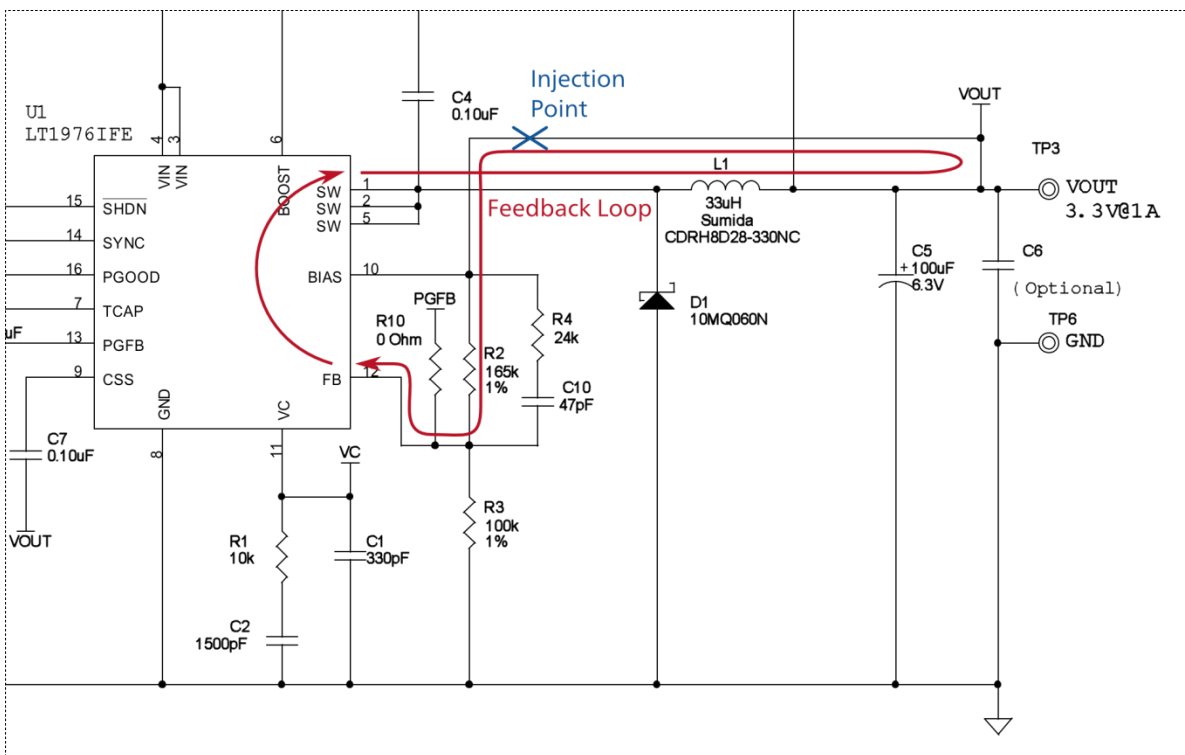 Injection
Point
U1
LT1976IFE
C4
0.10uF
VOUT
4
3
6
VIN
VIN
BOOST
TP3
L1
15
SHDN
SW
1
SW
2
SW
5
VOUT
3.3V@1A
Feedback Loop
33uH
Sumida
CDRH8D28-330NC
14
SYNC
16
PGOOD
BIAS
10
C5
+
100uF
6.3V
C6
(Optional)
7
TCAP
PGFB
R10
0 Ohm
R4
24k
D1
10MQ060N
TP6
GND
uF
13
PGFB
R2
165k
1%
9
CSS
FB
12
C10
47pF
GND
VC
C7
0.10uF
8
11
VC
R3
100k
1%
VOUT
R1
10k
C1
330pF
C2
1500pF